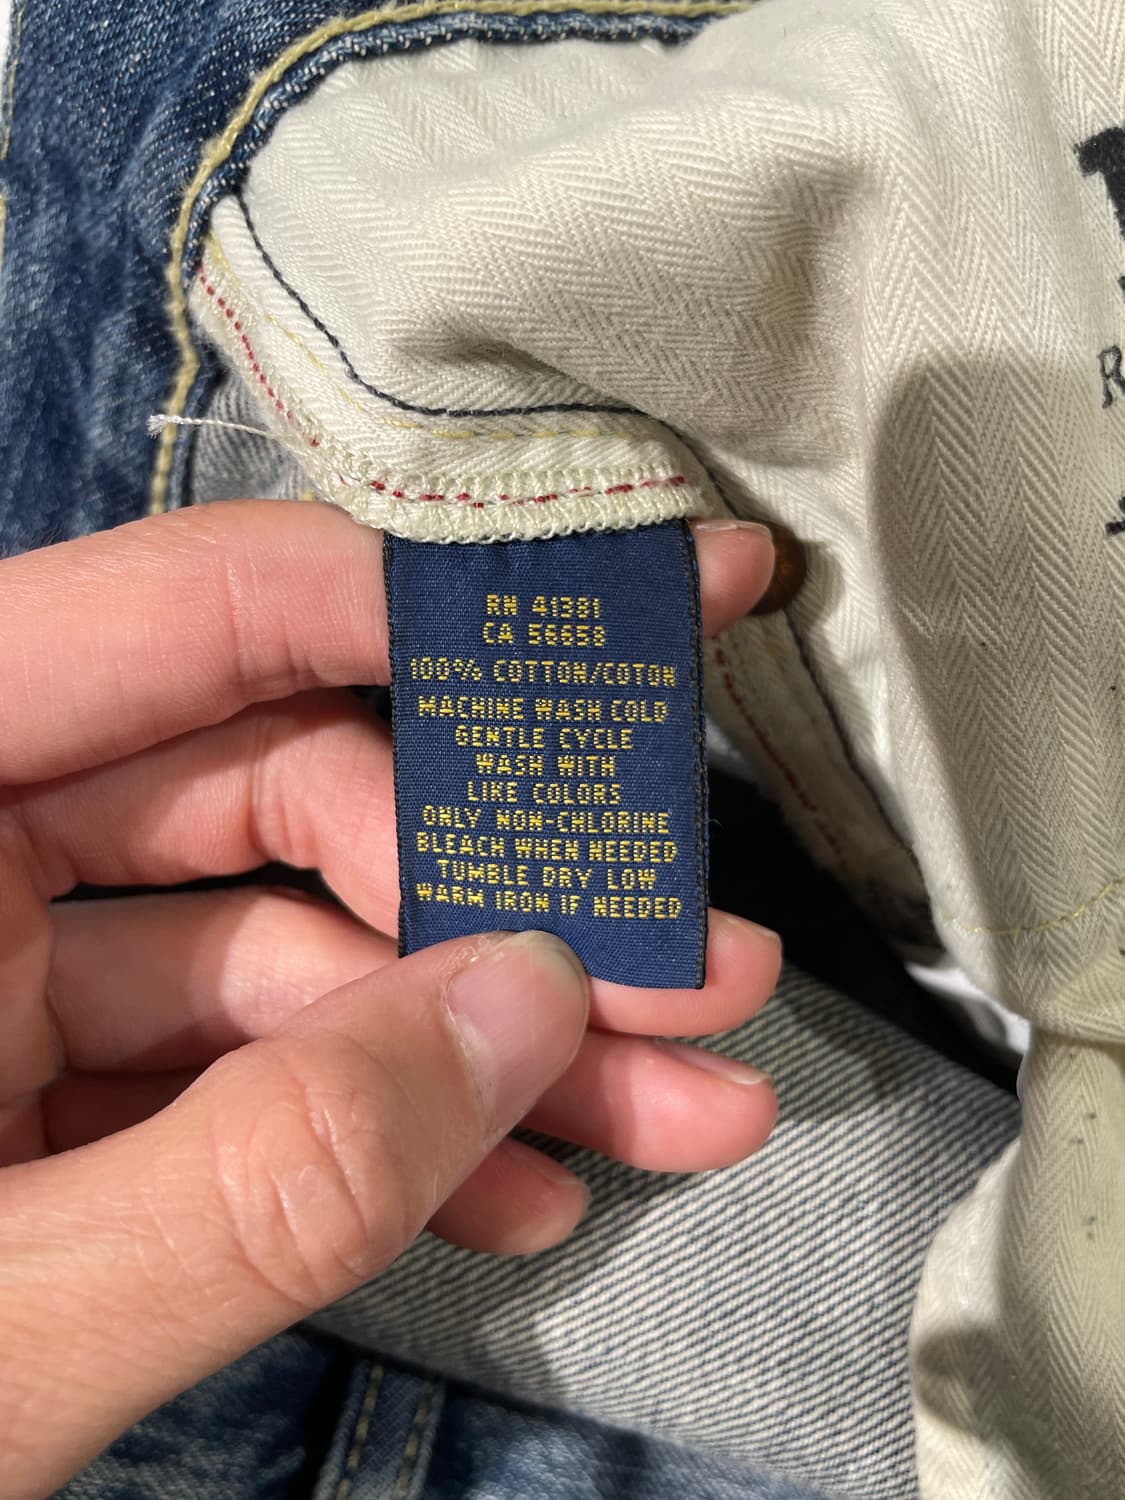 RN 41381
CA 56658
100% COTTON/COTON
MACHINE WASH COLD
GENTLE CYCLE
WASH WITH
LIKE COLORS
ONLY NON-CHLORINE
BLEACH WHEN NEEDED
TUMBLE DRY LOW
WARM IRON IF NEEDED